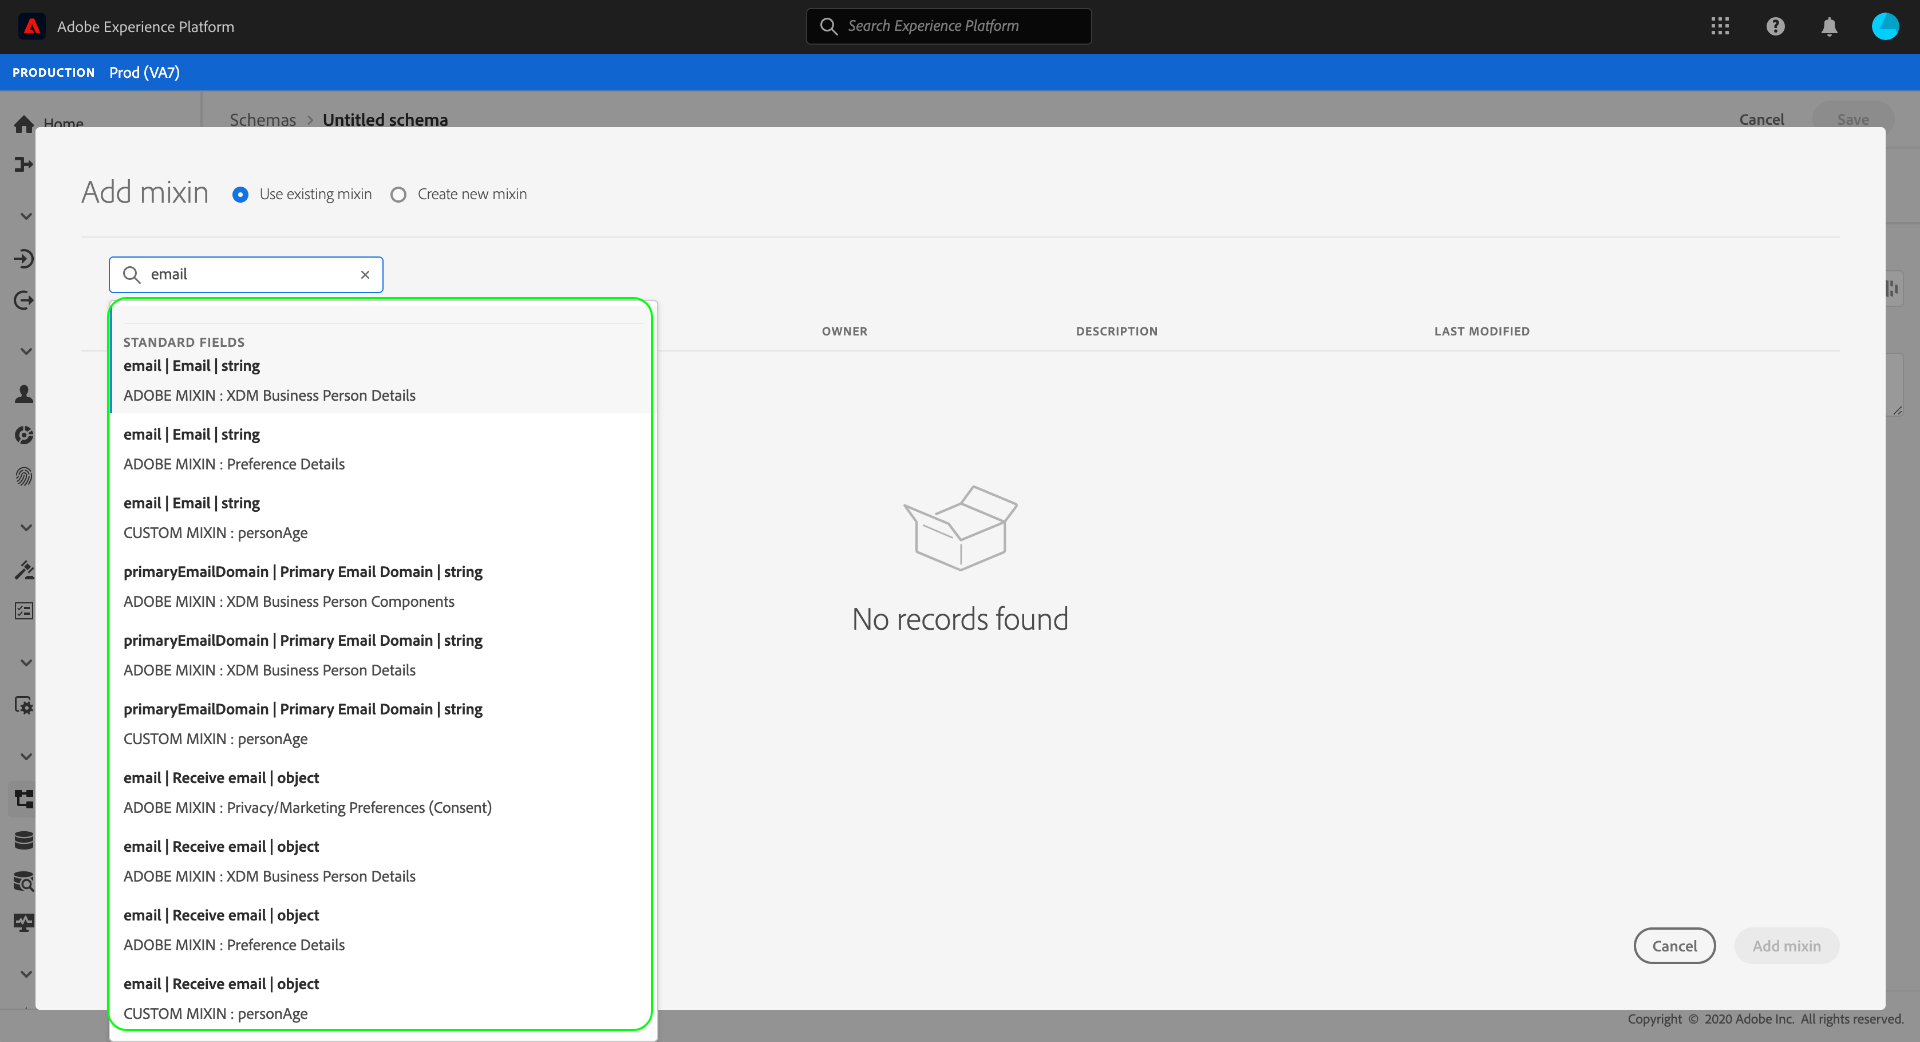 Adobe Experience Platform
Search Experience Platform
PRODUCTION Prod (VA7)
Home
Schemas > Untitled schema
Cancel
Save
Add mixin
Use existing mixin
Create new mixin
email
OWNER
DESCRIPTION
LAST MODIFIED
STANDARD FIELDS
email | Email | string
ADOBE MIXIN : XDM Business Person Details
email | Email | string
ADOBE MIXIN : Preference Details
email | Email | string
CUSTOM MIXIN : personAge
primaryEmailDomain | Primary Email Domain | string
ADOBE MIXIN : XDM Business Person Components
primaryEmailDomain | Primary Email Domain | string
ADOBE MIXIN : XDM Business Person Details
primaryEmailDomain | Primary Email Domain | string
CUSTOM MIXIN : personAge
email | Receive email | object
ADOBE MIXIN : Privacy/Marketing Preferences (Consent)
email | Receive email | object
ADOBE MIXIN : XDM Business Person Details
email | Receive email | object
ADOBE MIXIN : Preference Details
email | Receive email | object
CUSTOM MIXIN : personAge
No records found
Cancel
Add mixin
Copyright © 2020 Adobe Inc. All rights reserved.